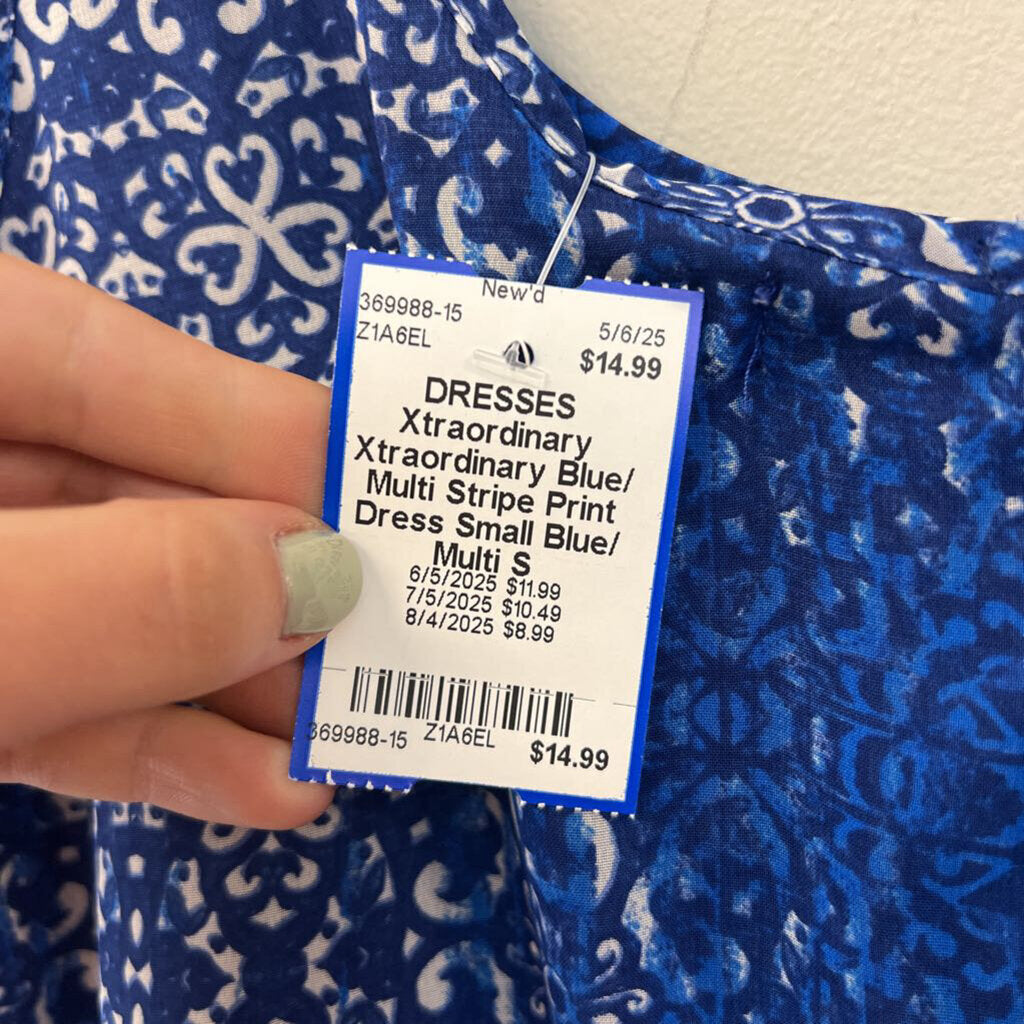 New'd
369988-15
5/6/25
Z1A6EL
$14.99
DRESSES
Xtraordinary
Xtraordinary Blue/
Multi Stripe Print
Dress Small Blue/
Multi S
6/5/2025 $11.99
7/5/2025 $10.49
8/4/2025 $8.99
369988-15 Z1A6EL $14.99